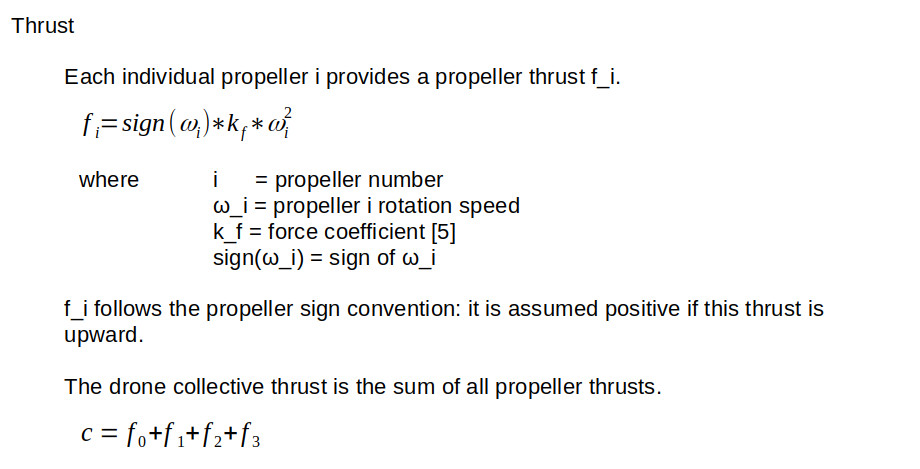 Thrust
Each individual propeller i provides a propeller thrust f_i.
f_i=sign(ω_i)*k_f*ω_i^2
where i = propeller number
ω_i = propeller i rotation speed
k_f = force coefficient [5]
sign(ω_i) = sign of ω_i
f_i follows the propeller sign convention: it is assumed positive if this thrust is
upward.
The drone collective thrust is the sum of all propeller thrusts.
c = f_0+f_1+f_2+f_3